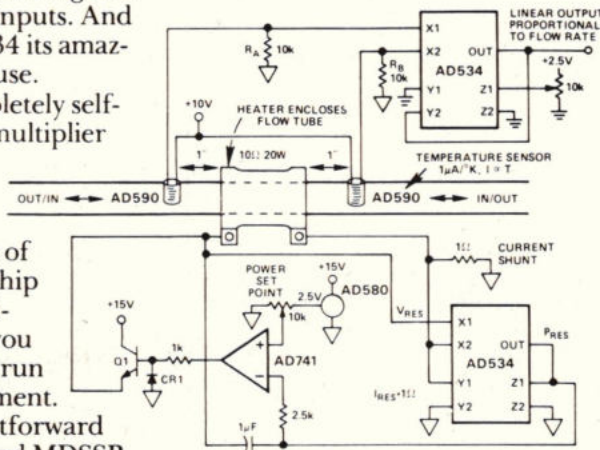 nputs. And
34 its amaz-
use.
pletely self-
multiplier
of
hip
-
you
run
ment.
tforward
LINEAR OUTPUT
PROPORTIONAL
TO FLOW RATE
X1
X2
OUT
AD534
Y1
Z1
Y2
Z2
+2.5V
10k
RA
10k
RB
10k
+10V
HEATER ENCLOSES
FLOW TUBE
1"
10Ω 20W
1"
TEMPERATURE SENSOR
1μA/°K, I ∝ T
OUT/IN
AD590
AD590
IN/OUT
1Ω
CURRENT
SHUNT
POWER
SET
POINT
+15V
2.5V
AD580
10k
VRES
+15V
Q1
1k
CR1
+
−
AD741
2.5k
1μF
X1
X2
OUT
PRES
AD534
Y1
Z1
IRES·1Ω
Y2
Z2